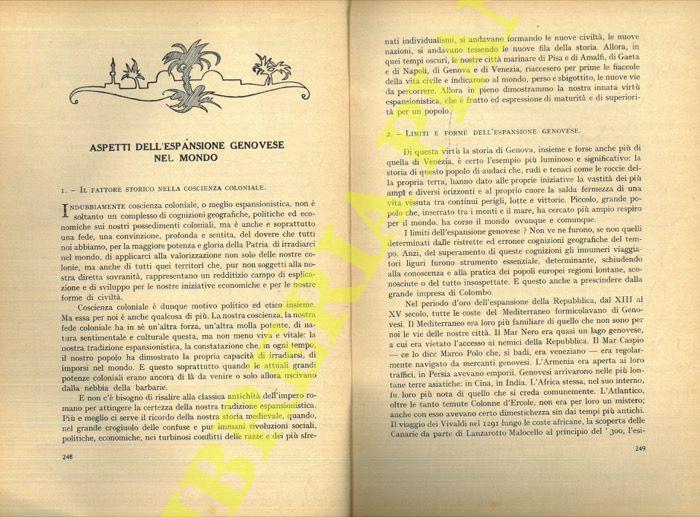 ASPETTI DELL'ESPANSIONE GENOVESE
NEL MONDO
1. - IL FATTORE STORICO NELLA COSCIENZA COLONIALE.
INDUBBIAMENTE coscienza coloniale, o meglio espansionistica, non è
soltanto un complesso di cognizioni geografiche, politiche ed eco-
nomiche sui nostri possedimenti coloniali, ma è anche e soprattutto
una fede, una convinzione, profonda e sentita, del dovere che tutti
noi abbiamo, per la maggiore potenza e gloria della Patria, di irradiarci
nel mondo, di applicarci alla valorizzazione non solo delle nostre co-
lonie, ma anche di tutti quei territori che, pur non soggetti alla no-
stra diretta sovranità, rappresentano un redditizio campo di esplica-
zione e di sviluppo per le nostre iniziative economiche e per le nostre
forme di civiltà.
Coscienza coloniale è dunque motivo politico ed etico insieme.
Ma essa per noi è anche qualcosa di più. La nostra coscienza, la nostra
fede coloniale ha in sè un'altra forza, un'altra molla potente, di na-
tura sentimentale e culturale questa, ma non meno viva e vitale: la
nostra tradizione espansionistica, la constatazione che, in ogni tempo,
il nostro popolo ha dimostrato la propria capacità di irradiarsi, di
imporsi nel mondo. E questo soprattutto quando le attuali grandi
potenze coloniali erano ancora di là da venire o solo allora uscivano
dalla nebbia della barbarie.
E non c'è bisogno di risalire alla classica antichità dell'impero ro-
mano per attingere la certezza della nostra tradizione espansionistica.
Più e meglio ci serve il ricordo della nostra storia medievale, quando,
nel grande crogiuolo delle confuse e pur immani rivoluzioni sociali,
politiche, economiche, nei turbinosi conflitti delle razze e dei più sfre-
248
nati individualismi, si andavano formando le nuove civiltà, le nuove
nazioni, si andavano tessendo le nuove fila della storia. Allora, in
quei tempi oscuri, le nostre città marinare di Pisa e di Amalfi, di Gaeta
e di Napoli, di Genova e di Venezia, riaccesero per prime le fiaccole
della vita civile e indicarono al mondo, perso e sbigottito, le nuove vie
da percorrere. Allora in pieno dimostrammo la nostra innata virtù
espansionistica, che è frutto ed espressione di maturità e di superiori-
tà per un popolo.
2. - LIMITI E FORME DELL'ESPANSIONE GENOVESE.
Di questa virtù la storia di Genova, insieme e forse anche più di
quella di Venezia, è certo l'esempio più luminoso e significativo: la
storia di questo popolo di audaci che, rudi e tenaci come le roccie del-
la propria terra, hanno dato alle proprie iniziative la vastità dei più
ampî e diversi orizzonti e al proprio cuore la salda fermezza di una
vita vissuta tra continui perigli, lotte e vittorie. Piccolo, grande po-
polo che, inserrato tra i monti e il mare, ha cercato più ampio respiro
per il mondo, ha corso il mondo ovunque e comunque.
I limiti dell'espansione genovese? Non ve ne furono, se non quelli
determinati dalle ristrette ed erronee cognizioni geografiche del tem-
po. Anzi, del superamento di queste cognizioni gli innumeri viaggia-
tori liguri furono strumento essenziale, determinante, schiudendo
alla conoscenza e alla pratica dei popoli europei regioni lontane, sco-
nosciute o del tutto insospettate. E questo anche a prescindere dalla
grande impresa di Colombo.
Nel periodo d'oro dell'espansione della Repubblica, dal XIII al
XV secolo, tutte le coste del Mediterraneo formicolavano di Geno-
vesi. Il Mediterraneo era loro più familiare di quello che non sono per
noi le vie delle nostre città. Il Mar Nero era quasi un lago genovese,
a cui era vietato l'accesso ai nemici della Repubblica. Il Mar Caspio
— ce lo dice Marco Polo che, si badi, era veneziano — era regolar-
mente navigato da mercanti genovesi. L'Armenia era aperta ai loro
traffici, in Persia avevano emporii. Genovesi arrivarono nelle più lon-
tane terre asiatiche: in Cina, in India. L'Africa stessa, nel suo interno,
fu loro più nota di quello che si creda comunemente. L'Atlantico,
oltre le tanto temute Colonne d'Ercole, non era per loro un mistero;
anche con esso avevano certo dimestichezza sin dai tempi più antichi.
Il viaggio dei Vivaldi nel 1291 lungo le coste africane, la scoperta delle
Canarie da parte di Lanzarotto Malocello al principio del '300, l'esi-
249